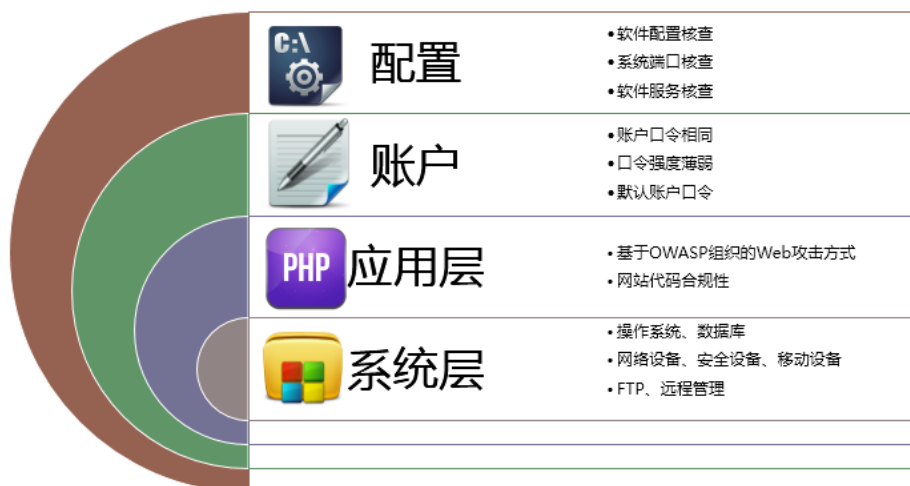 C:\
配置
•软件配置核查
•系统端口核查
•软件服务核查
账户
•账户口令相同
•口令强度薄弱
•默认账户口令
PHP
应用层
•基于OWASP组织的Web攻击方式
•网站代码合规性
系统层
•操作系统、数据库
•网络设备、安全设备、移动设备
•FTP、远程管理